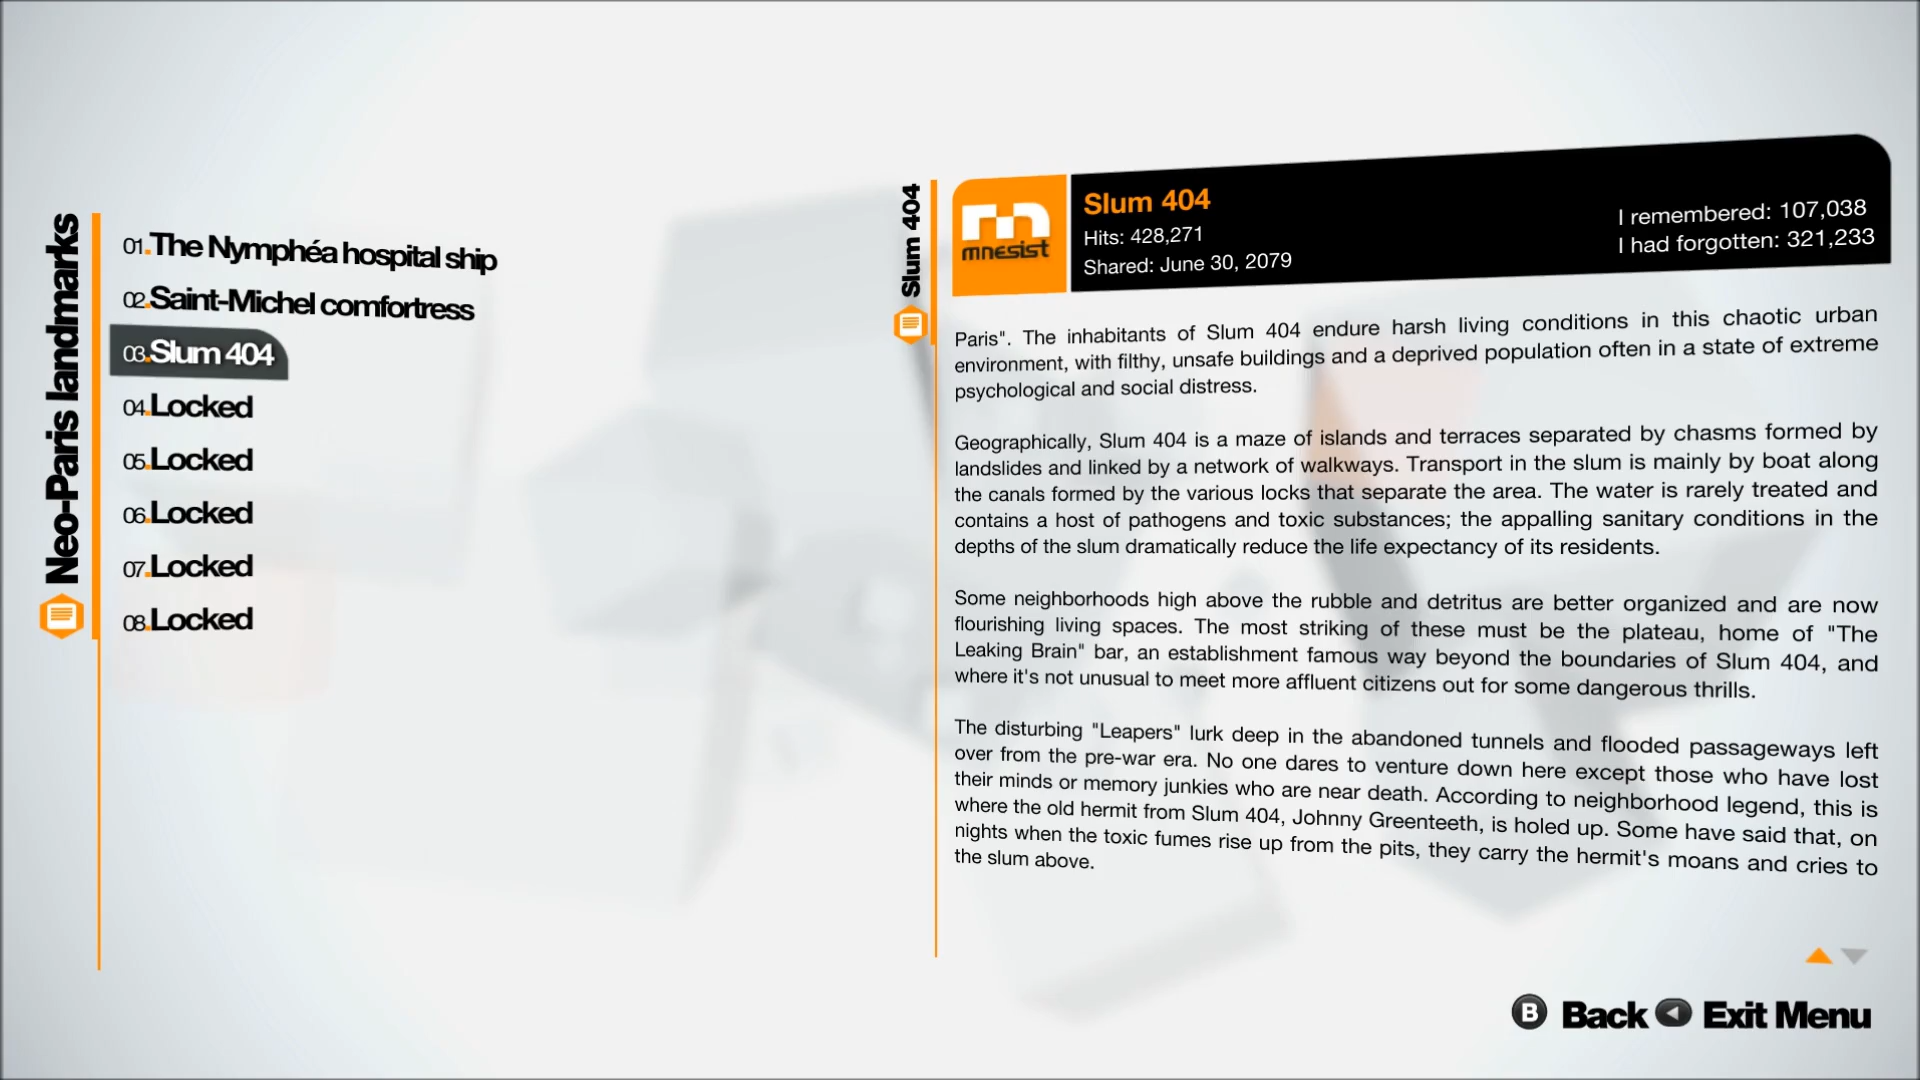 Neo-Paris landmarks
01.The Nymphéa hospital ship
02.Saint-Michel comfortress
03.Slum 404
04.Locked
05.Locked
06.Locked
07.Locked
08.Locked
Slum 404
mnesist
Slum 404
Hits: 428,271
Shared: June 30, 2079
I remembered: 107,038
I had forgotten: 321,233
Paris". The inhabitants of Slum 404 endure harsh living conditions in this chaotic urban
environment, with filthy, unsafe buildings and a deprived population often in a state of extreme
psychological and social distress.
Geographically, Slum 404 is a maze of islands and terraces separated by chasms formed by
landslides and linked by a network of walkways. Transport in the slum is mainly by boat along
the canals formed by the various locks that separate the area. The water is rarely treated and
contains a host of pathogens and toxic substances; the appalling sanitary conditions in the
depths of the slum dramatically reduce the life expectancy of its residents.
Some neighborhoods high above the rubble and detritus are better organized and are now
flourishing living spaces. The most striking of these must be the plateau, home of "The
Leaking Brain" bar, an establishment famous way beyond the boundaries of Slum 404, and
where it's not unusual to meet more affluent citizens out for some dangerous thrills.
The disturbing "Leapers" lurk deep in the abandoned tunnels and flooded passageways left
over from the pre-war era. No one dares to venture down here except those who have lost
their minds or memory junkies who are near death. According to neighborhood legend, this is
where the old hermit from Slum 404, Johnny Greenteeth, is holed up. Some have said that, on
nights when the toxic fumes rise up from the pits, they carry the hermit's moans and cries to
the slum above.
B Back Exit Menu